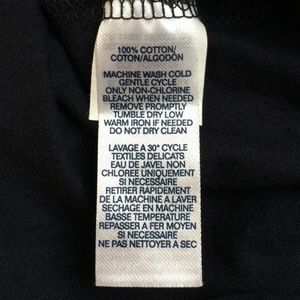 100% COTTON/
COTON/ALGODON
MACHINE WASH COLD
GENTLE CYCLE
ONLY NON-CHLORINE
BLEACH WHEN NEEDED
REMOVE PROMPTLY
TUMBLE DRY LOW
WARM IRON IF NEEDED
DO NOT DRY CLEAN
LAVAGE A 30° CYCLE
TEXTILES DELICATS
EAU DE JAVEL NON
CHLOREE UNIQUEMENT
SI NECESSAIRE
RETIRER RAPIDEMENT
DE LA MACHINE A LAVER
SECHAGE EN MACHINE
BASSE TEMPERATURE
REPASSER A FER MOYEN
SI NECESSAIRE
NE PAS NETTOYER A SEC